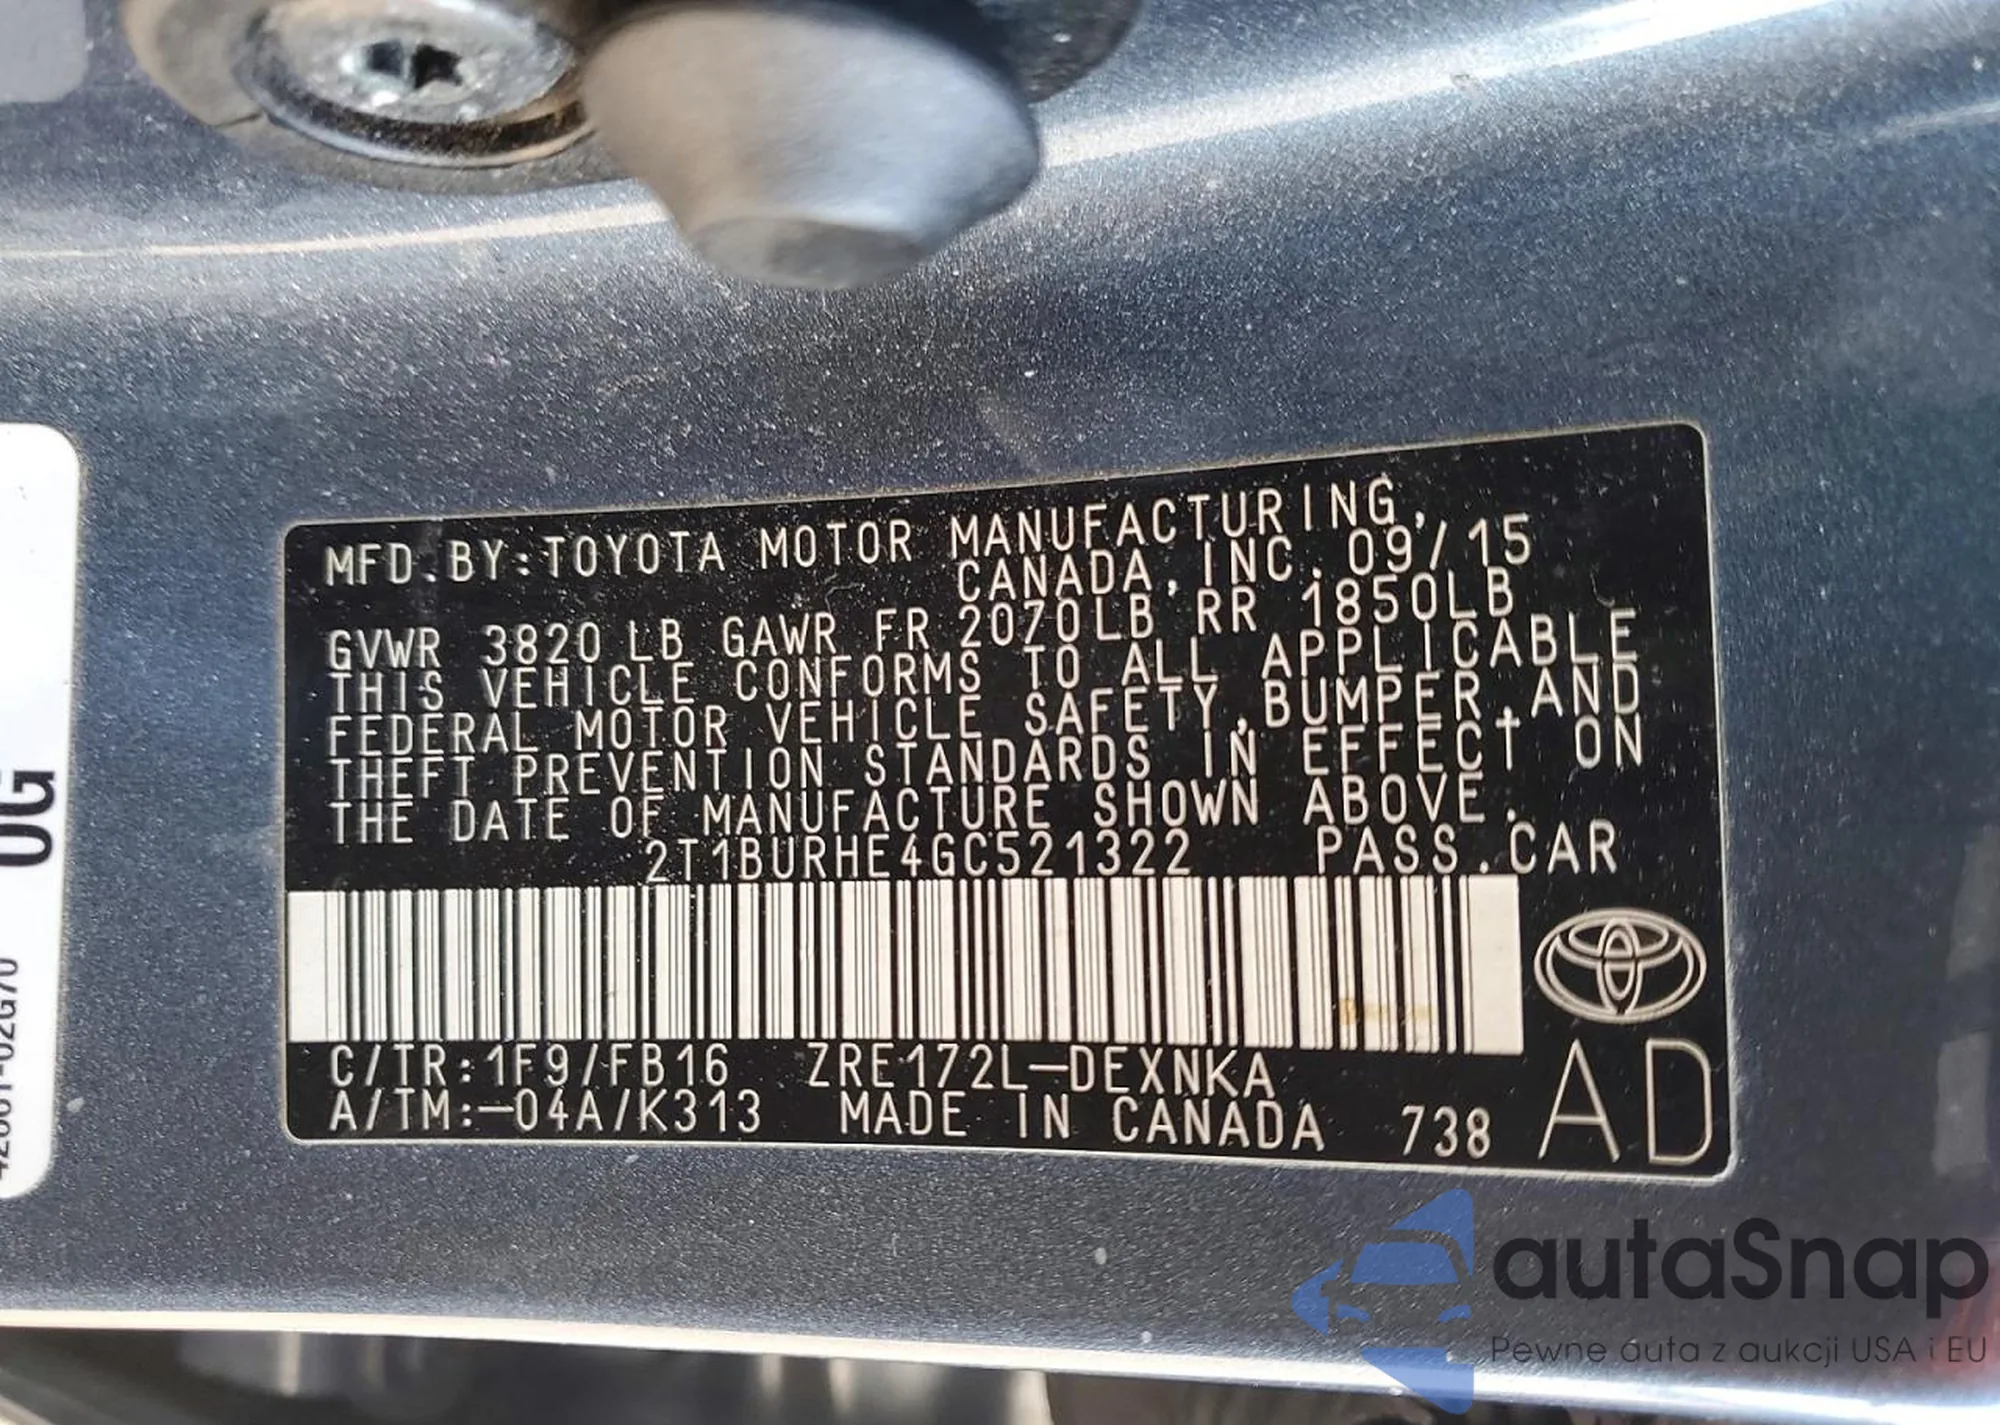 MFD.BY:TOYOTA MOTOR MANUFACTURING,
CANADA,INC. 09/15
GVWR 3820 LB GAWR FR 2070LB RR 1850LB
THIS VEHICLE CONFORMS TO ALL APPLICABLE
FEDERAL MOTOR VEHICLE SAFETY,BUMPER,AND
THEFT PREVENTION STANDARDS IN EFFECT ON
THE DATE OF MANUFACTURE SHOWN ABOVE.
2T1BURHE4GC521322 PASS.CAR
C/TR:1F9/FB16 ZRE172L-DEXNKA
A/TM:-04A/K313 MADE IN CANADA 738
AD
0G
autaSnap
Pewne auta z aukcji USA i EU